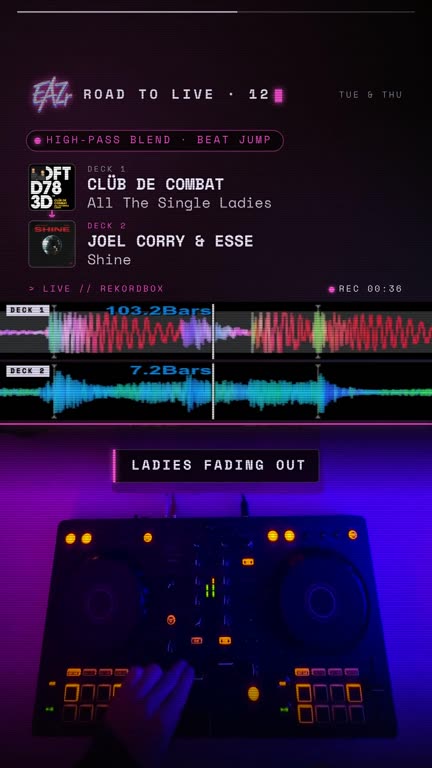 EAZr
ROAD TO LIVE · 12
TUE & THU
HIGH-PASS BLEND · BEAT JUMP
DECK 1
CLÜB DE COMBAT
All The Single Ladies
DECK 2
JOEL CORRY & ESSE
Shine
SHINE
> LIVE // REKORDBOX
REC 00:36
DECK 1
103.2Bars
DECK 2
7.2Bars
LADIES FADING OUT